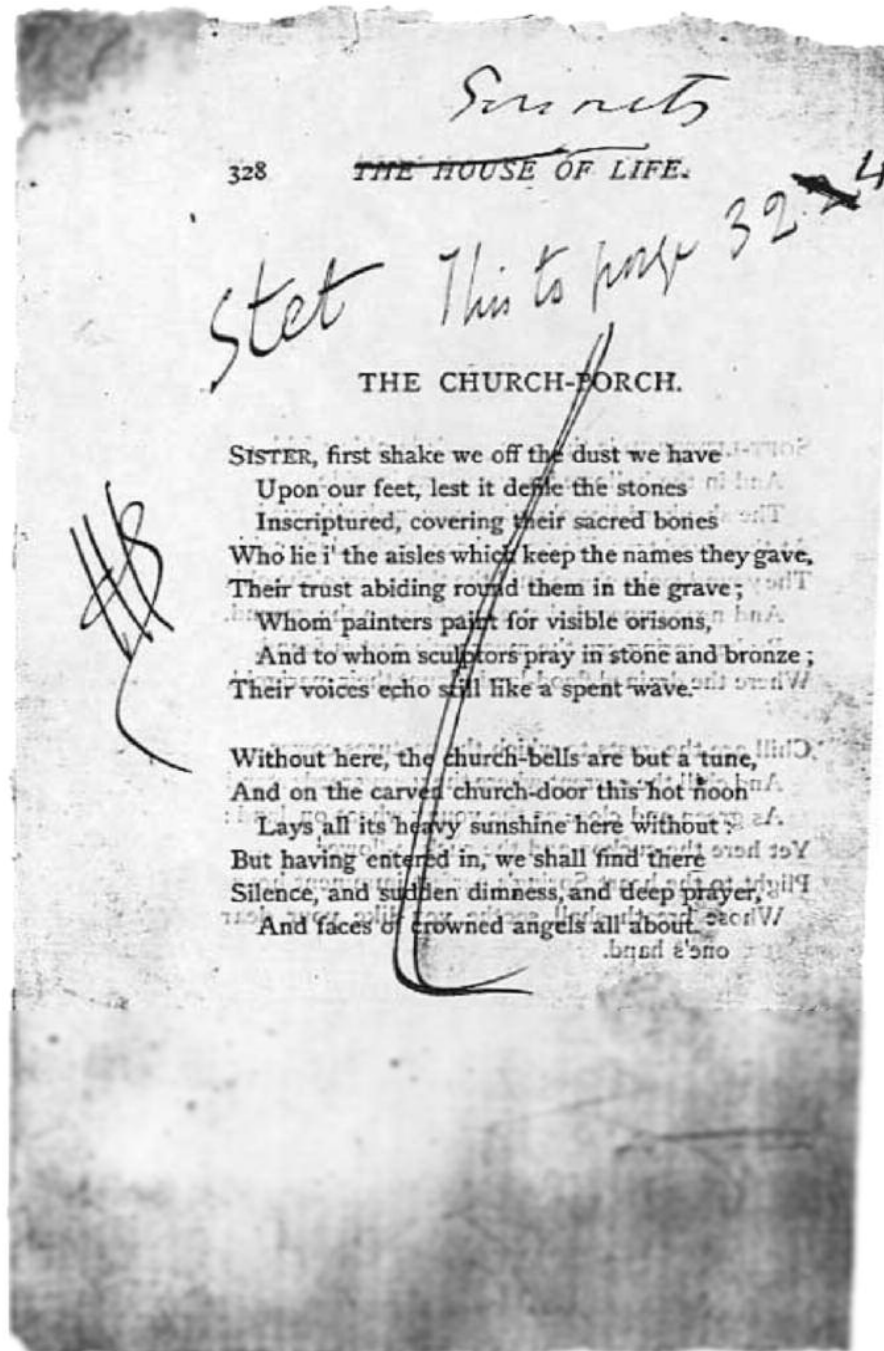 Sonnets
328 THE HOUSE OF LIFE.
Stet This to page 324
THE CHURCH-PORCH.
SISTER, first shake we off the dust we have
Upon our feet, lest it defile the stones
Inscriptured, covering their sacred bones
Who lie i' the aisles which keep the names they gave,
Their trust abiding round them in the grave;
Whom painters paint for visible orisons,
And to whom sculptors pray in stone and bronze;
Their voices echo still like a spent wave.
Without here, the church-bells are but a tune,
And on the carved church-door this hot noon
Lays all its heavy sunshine here without:
But having entered in, we shall find there
Silence, and sudden dimness, and deep prayer,
And faces of crowned angels all about.
one's hand.